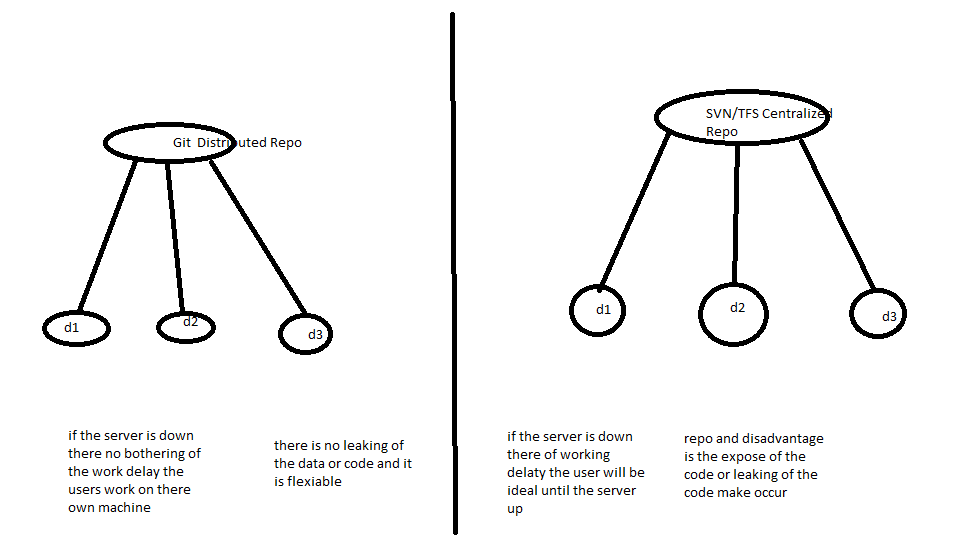 Git Distributed Repo
d1
d2
d3
if the server is down
there no bothering of
the work delay the
users work on there
own machine
there is no leaking of
the data or code and it
is flexiable
SVN/TFS Centralized
Repo
d1
d2
d3
if the server is down
there of working
delaty the user will be
ideal until the server
up
repo and disadvantage
is the expose of the
code or leaking of the
code make occur